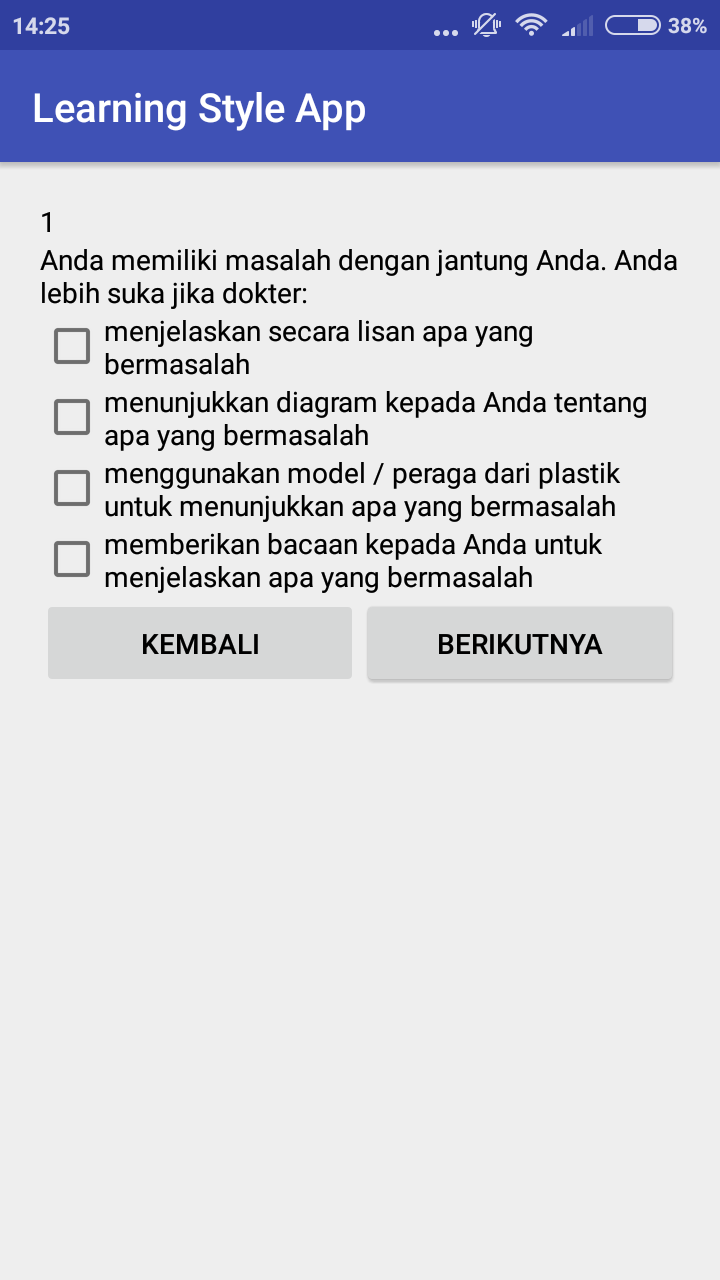 14:25
38%
Learning Style App
1
Anda memiliki masalah dengan jantung Anda. Anda
lebih suka jika dokter:
menjelaskan secara lisan apa yang
bermasalah
menunjukkan diagram kepada Anda tentang
apa yang bermasalah
menggunakan model / peraga dari plastik
untuk menunjukkan apa yang bermasalah
memberikan bacaan kepada Anda untuk
menjelaskan apa yang bermasalah
KEMBALI
BERIKUTNYA